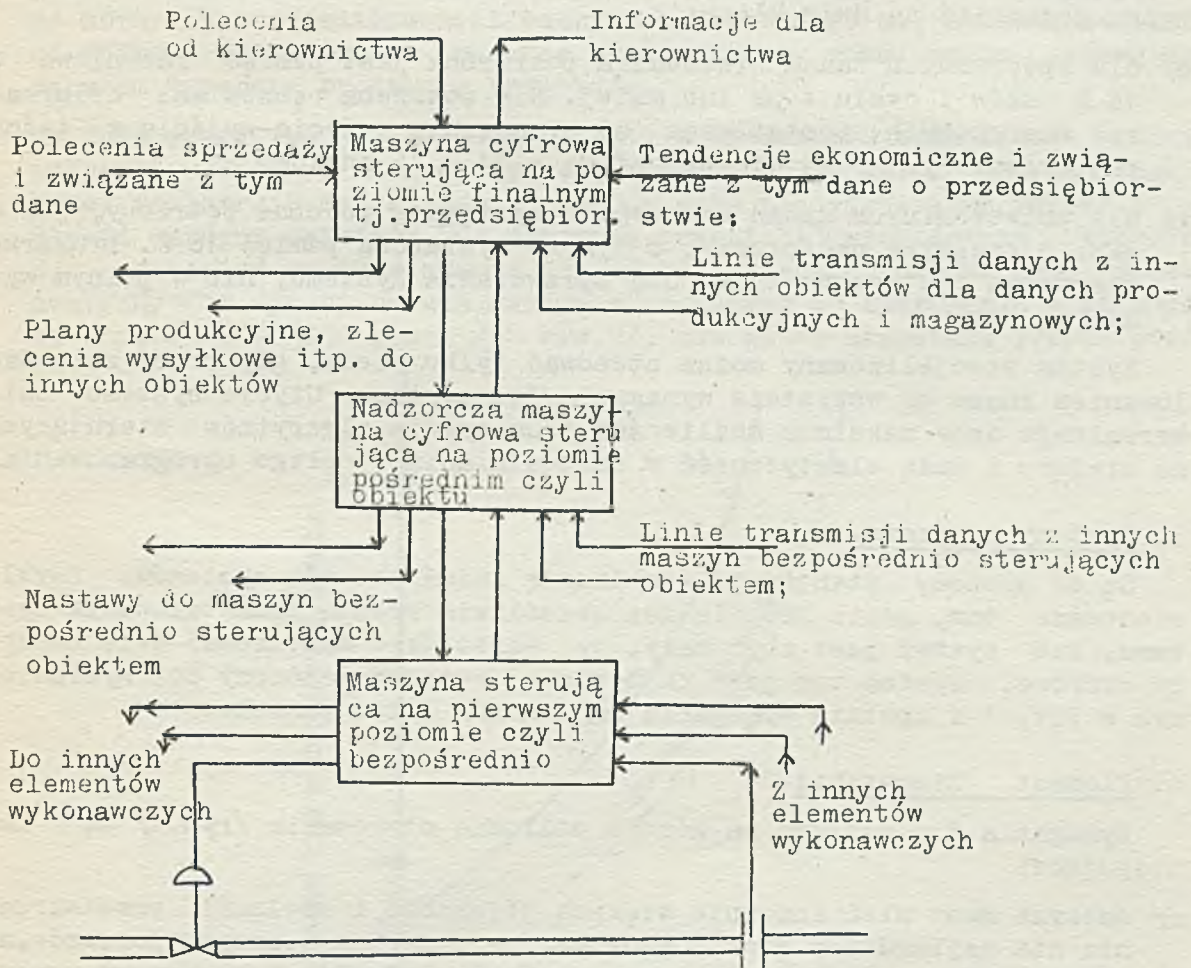 Polecenia
od kierownictwa
Informacje dla
kierownictwa
Polecenia sprzedaży
i związane z tym
dane
Maszyna cyfrowa
sterująca na po
ziomie finalnym
tj.przedsiębior.
Tendencje ekonomiczne i zwią-
zane z tym dane o przedsiębior-
stwie:
Linie transmisji danych z in-
nych obiektów dla danych pro-
dukcyjnych i magazynowych;
Plany produkcyjne, zle-
cenia wysyłkowe itp. do
innych obiektów
Nadzorcza maszy-
na cyfrowa steru
jąca na poziomie
pośrednim czyli
obiektu
Linie transmisji danych z innych
maszyn bezpośrednio sterujących
obiektem;
Nastawy do maszyn bez-
pośrednio sterujących
obiektem
Maszyna sterują
ca na pierwszym
poziomie czyli
bezpośrednio
Do innych
elementów
wykonawczych
Z innych
elementów
wykonawczych